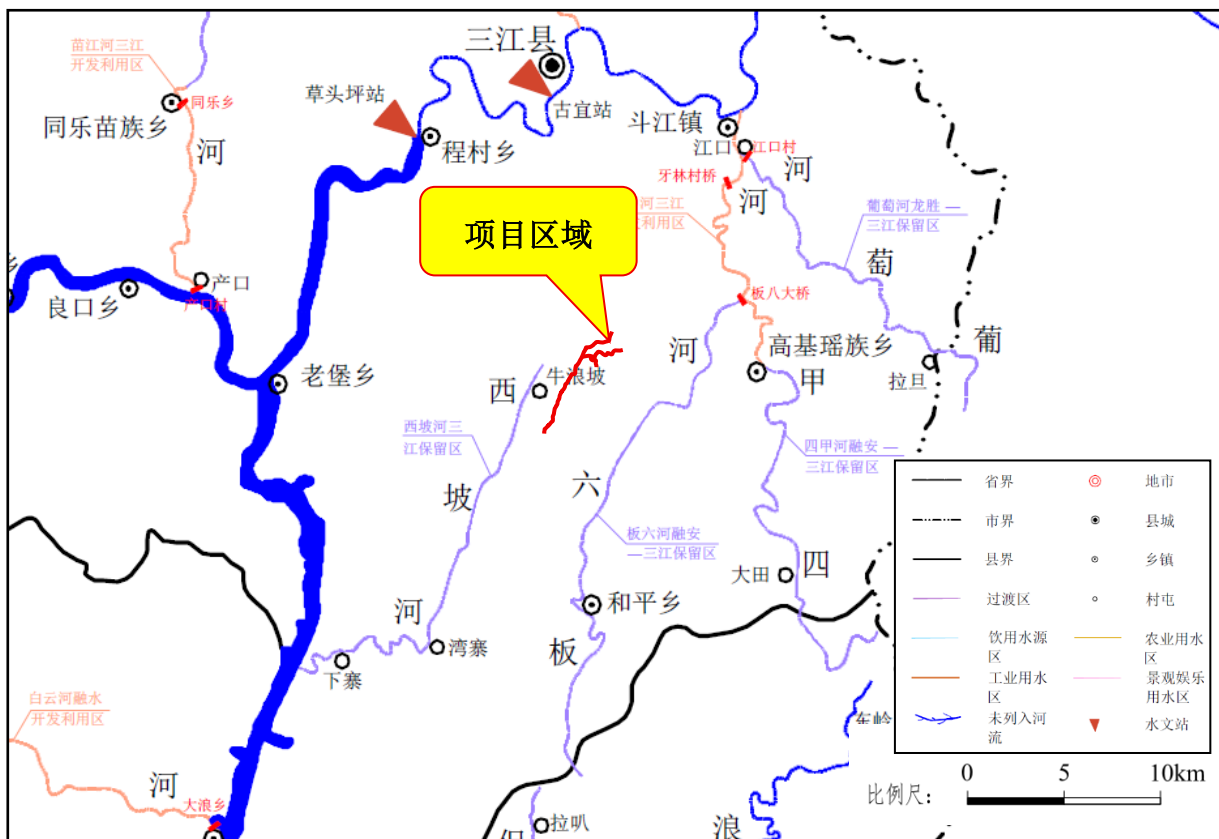 苗江河三江
开发利用区
三江县
同乐乡
同乐苗族乡
河
草头坪站
古宜站
程村乡
斗江镇
江口
江口村
河
牙林村桥
河
葡萄河龙胜 —
三江保留区
河三江
利用区
项目区域
萄
葡
产口
产口村
良口乡
板八大桥
高基瑶族乡
河
甲
拉旦
老堡乡
西
牛浪坡
西坡河三
江保留区
四甲河融安 —
三江保留区
坡
六
板六河融安
—三江保留区
大田
四
和平乡
河
湾寨
板
下寨
白云河融水
开发利用区
河
大浪乡
拉叭
浪
省界
地市
市界
县城
县界
乡镇
过渡区
村屯
饮用水源
区
农业用水
区
工业用水
区
景观娱乐
用水区
未列入河
流
水文站
比例尺:
0 5 10km